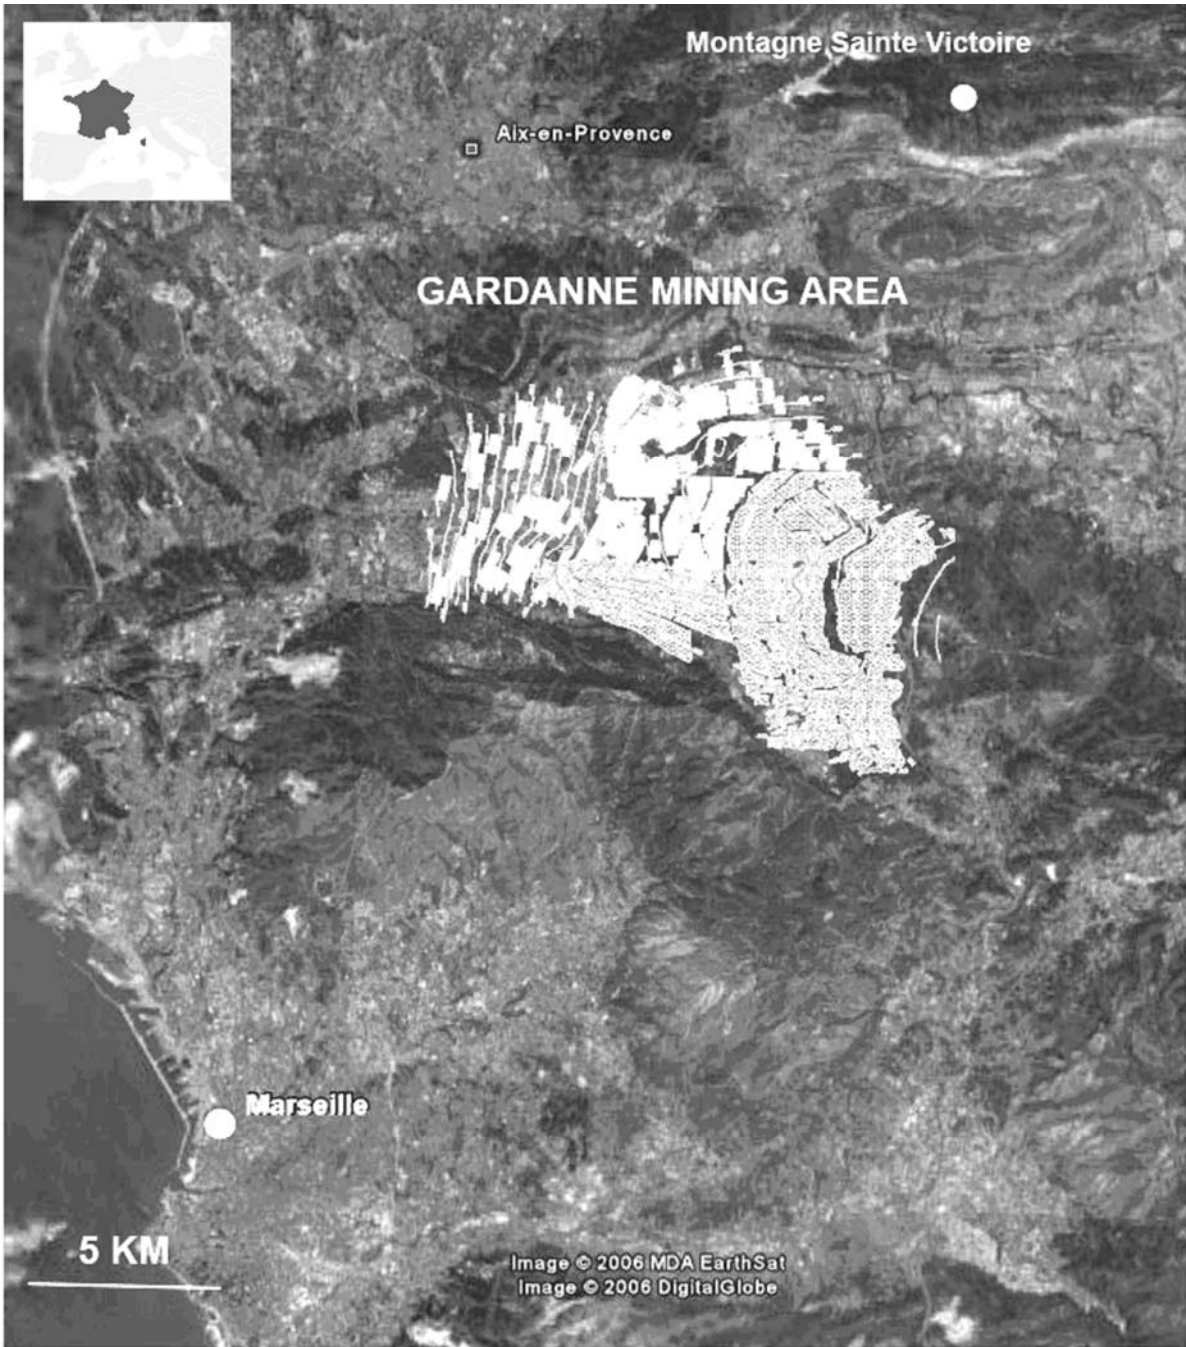 Montagne Sainte Victoire
Aix-en-Provence
GARDANNE MINING AREA
Marseille
5 KM
Image © 2006 MDA EarthSat
Image © 2006 DigitalGlobe